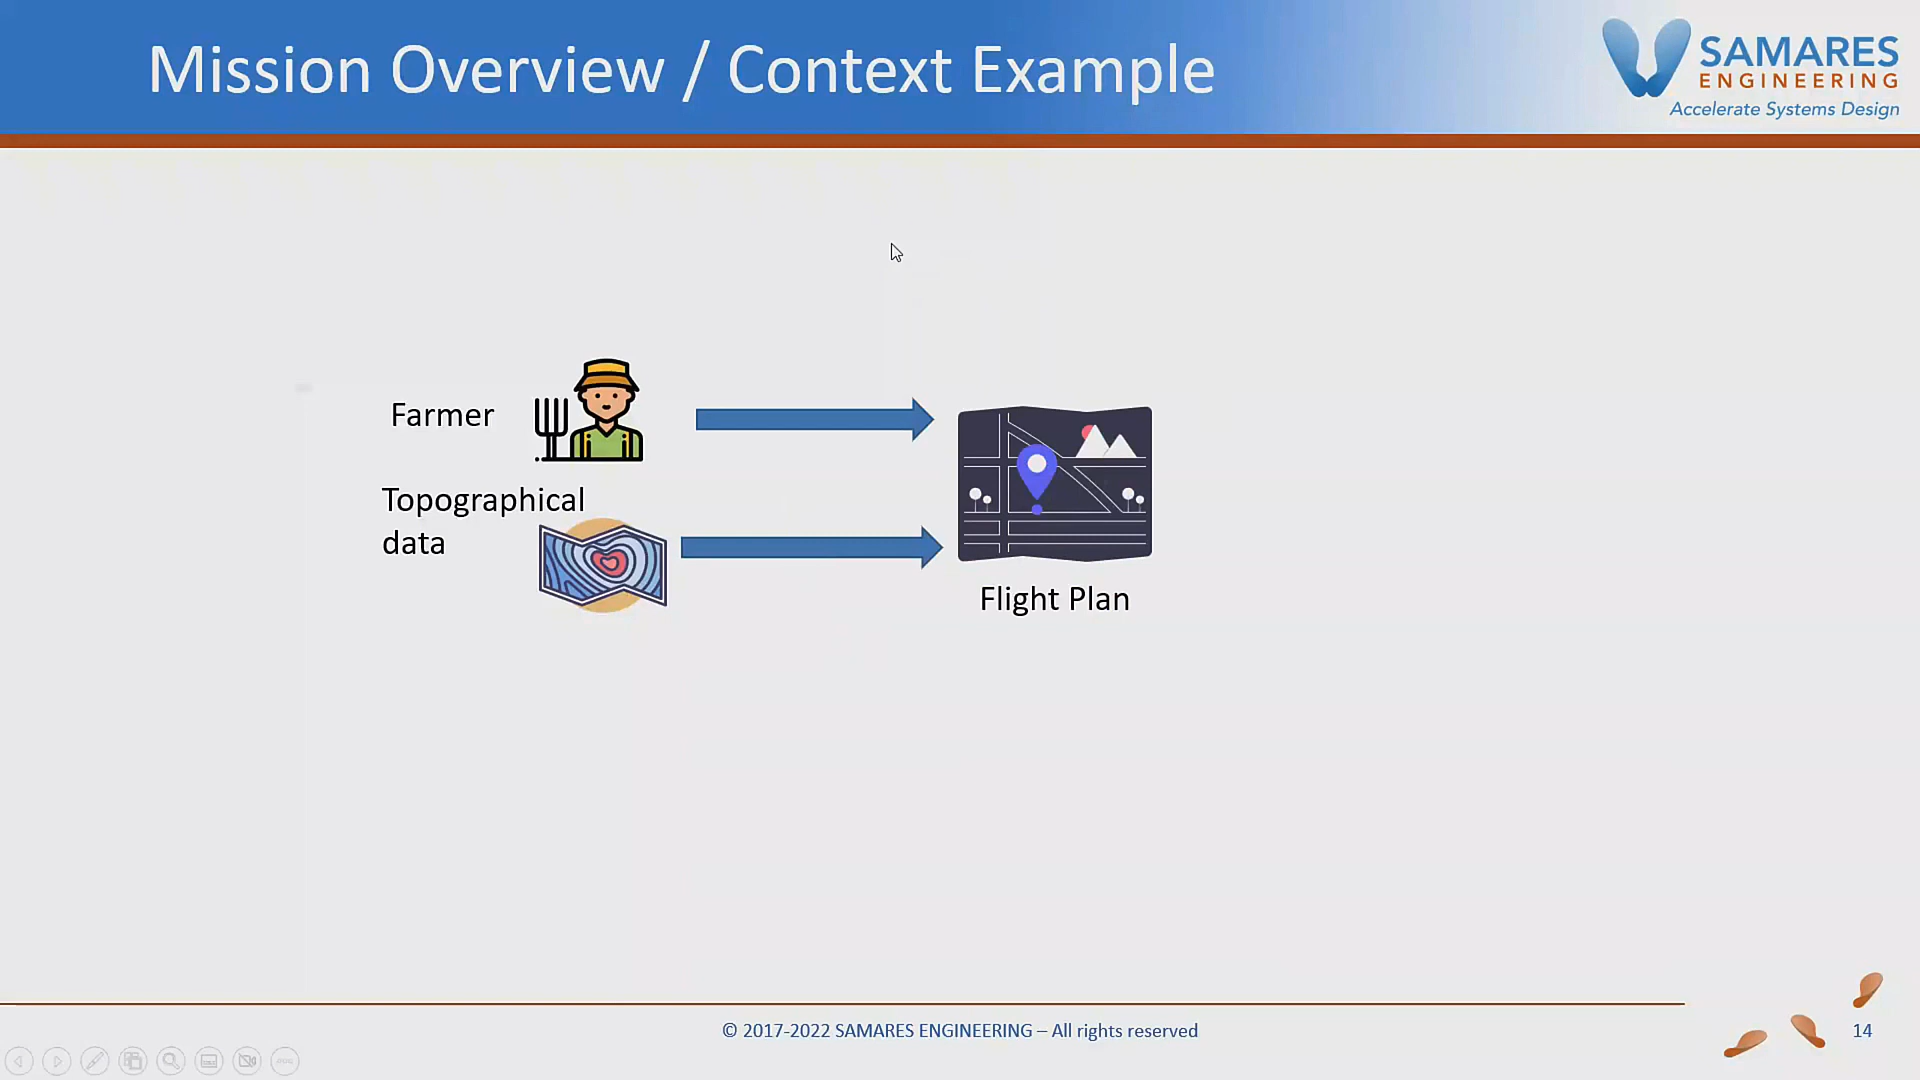 Mission Overview / Context Example
SAMARES
ENGINEERING
Accelerate Systems Design
Farmer
Topographical
data
Flight Plan
© 2017-2022 SAMARES ENGINEERING – All rights reserved
14